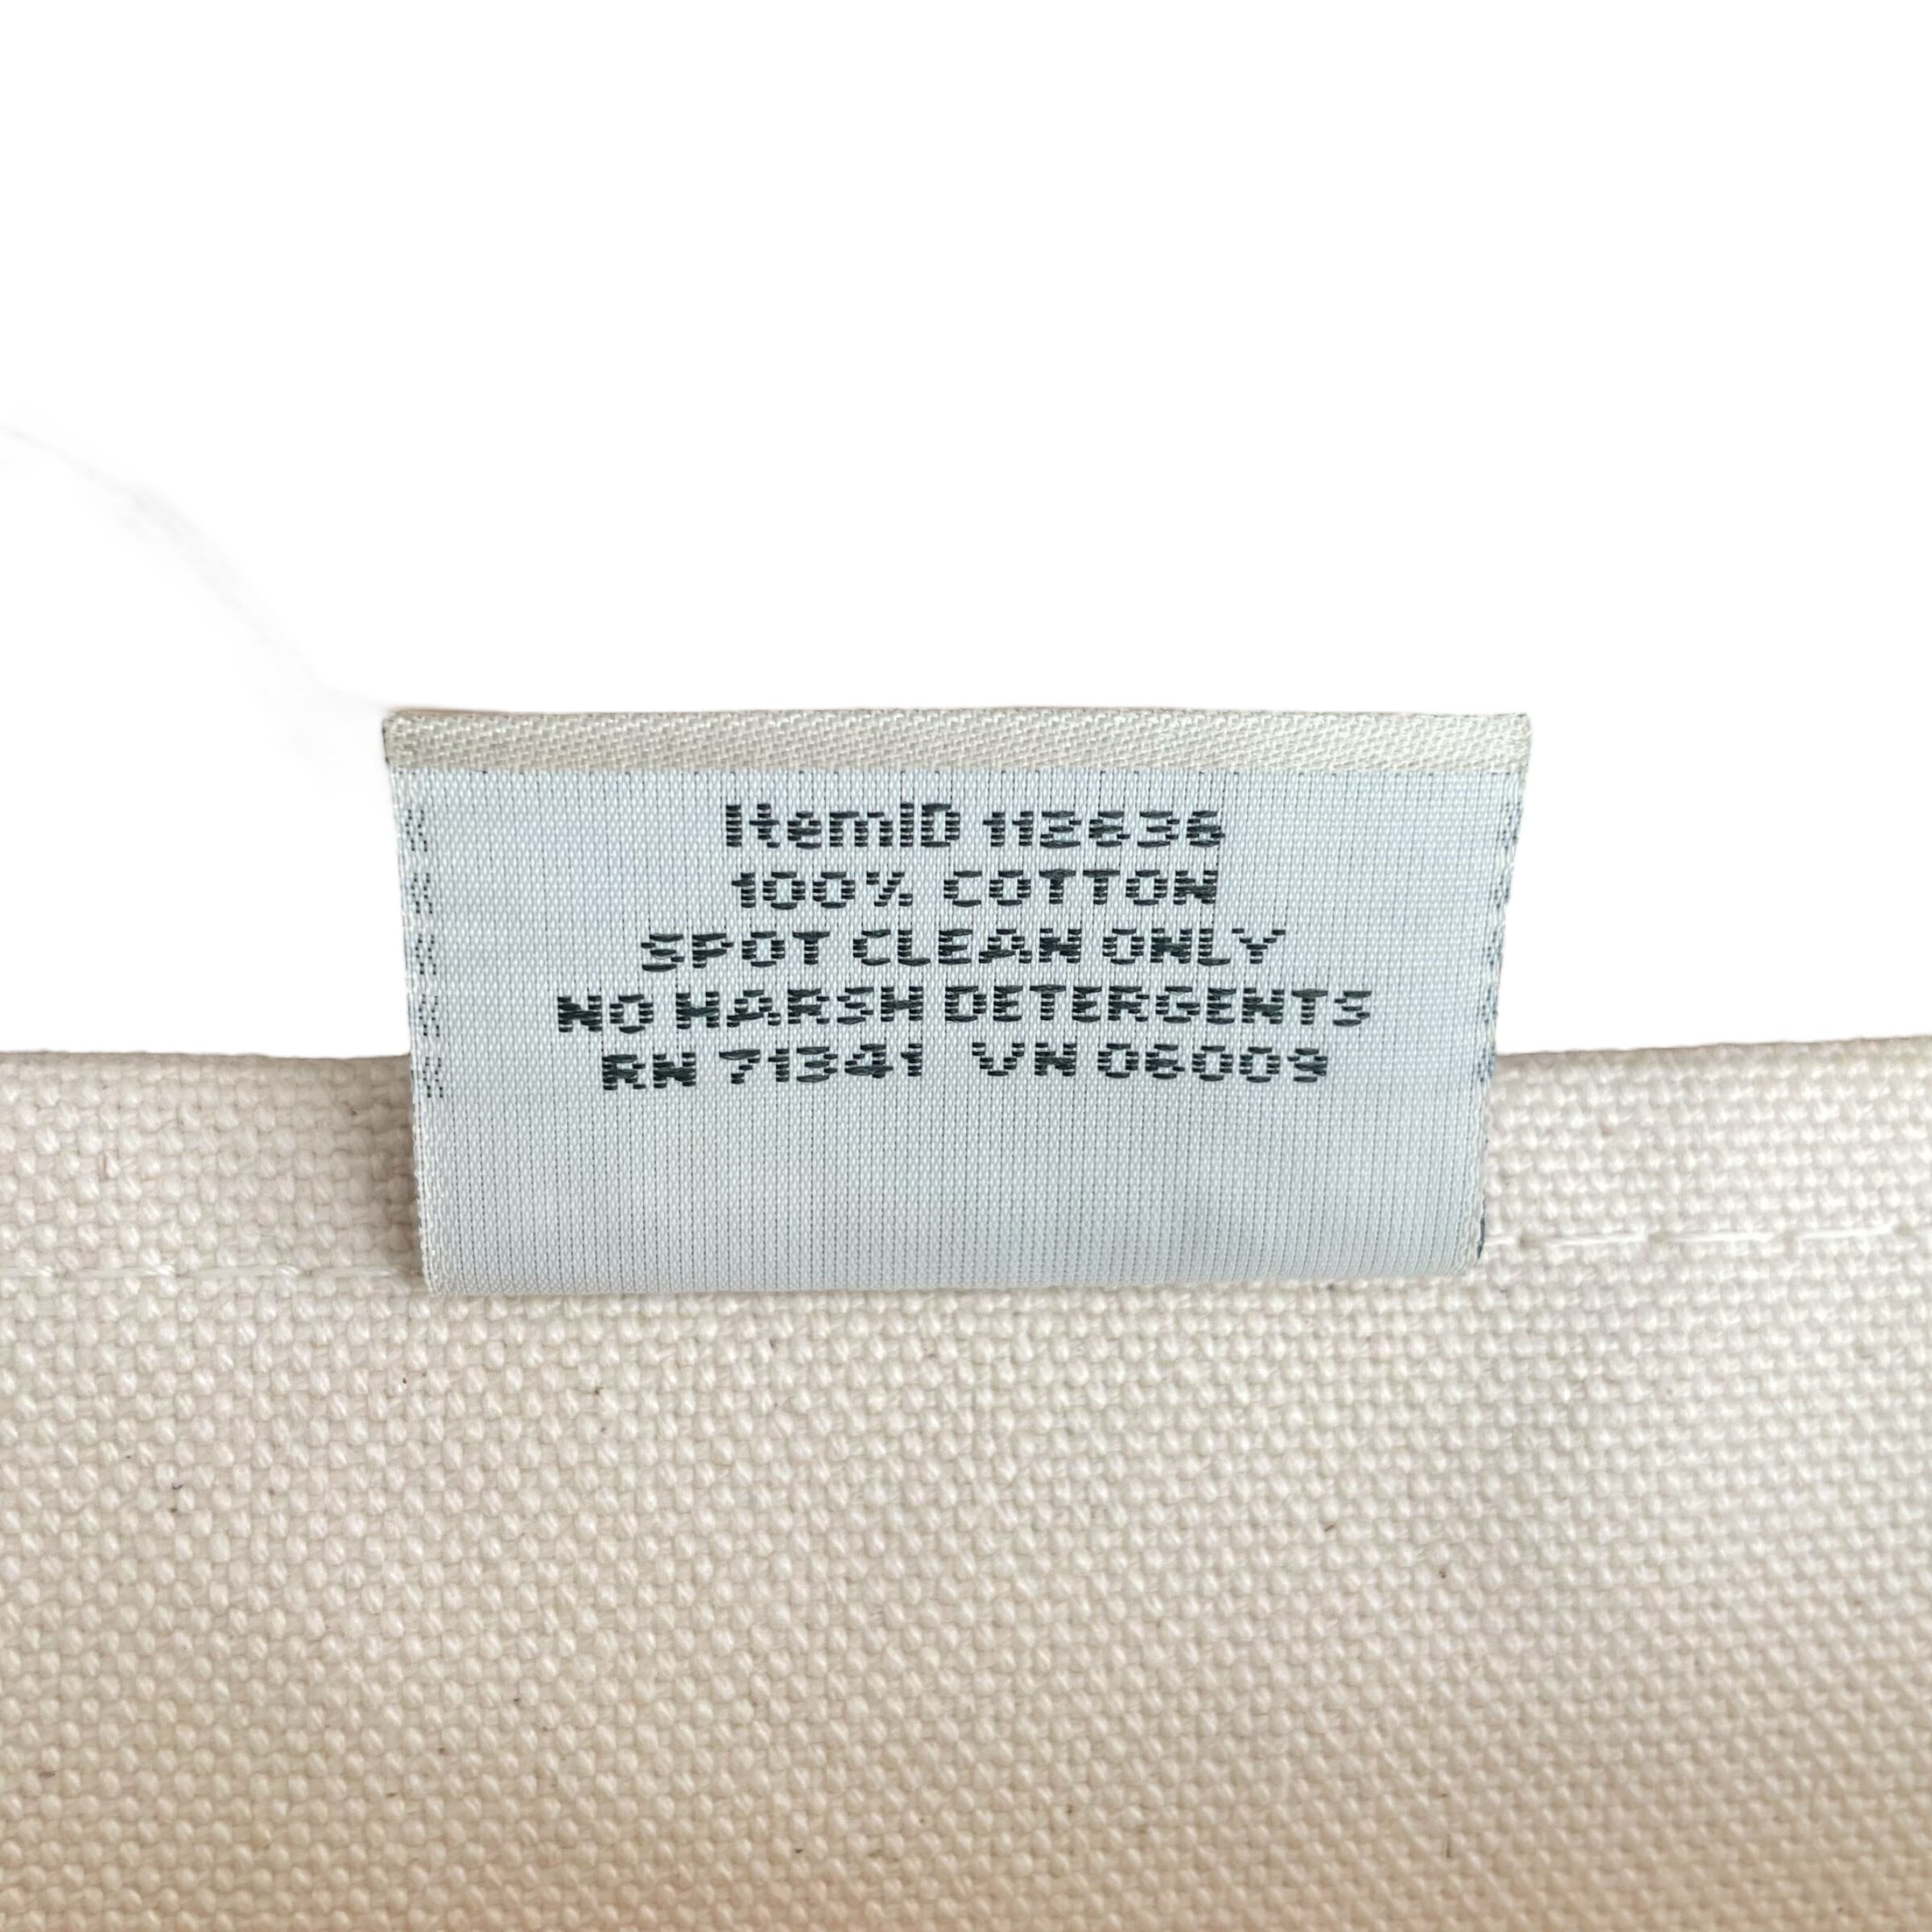 ItemID 112636
100% COTTON
SPOT CLEAN ONLY
NO HARSH DETERGENTS
RN 71341 VN 06009